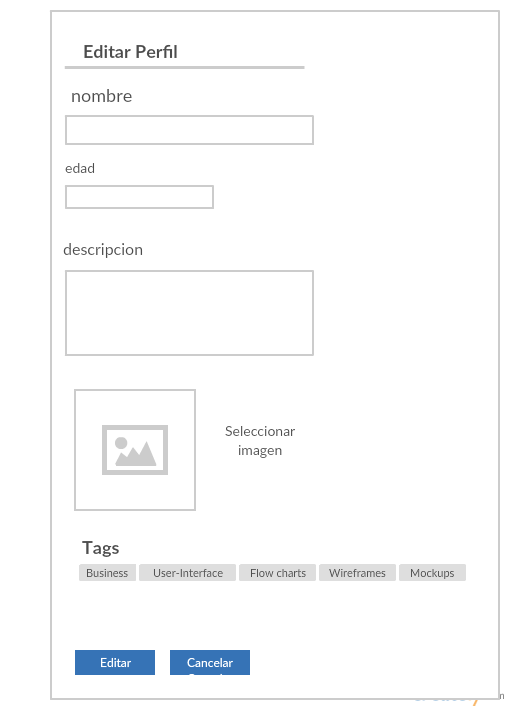 Editar Perfil
nombre
edad
descripcion
Seleccionar
imagen
Tags
Business User-Interface Flow charts Wireframes Mockups
Editar Cancelar